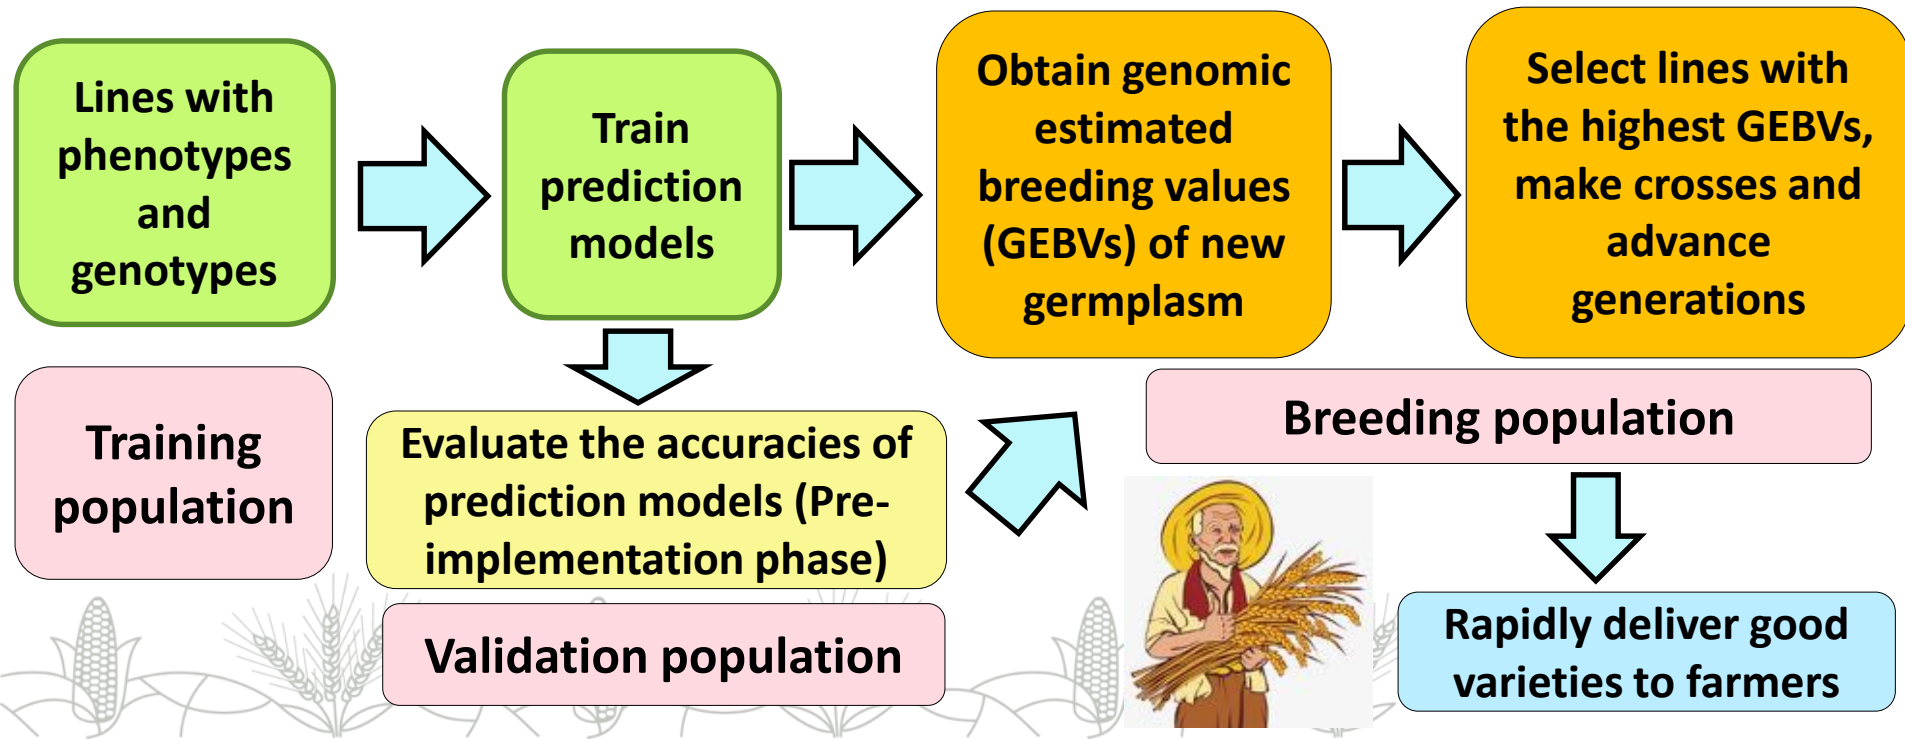 Lines with
phenotypes
and
genotypes
Train
prediction
models
Obtain genomic
estimated
breeding values
(GEBVs) of new
germplasm
Select lines with
the highest GEBVs,
make crosses and
advance
generations
Training
population
Evaluate the accuracies of
prediction models (Pre-
implementation phase)
Validation population
Breeding population
Rapidly deliver good
varieties to farmers